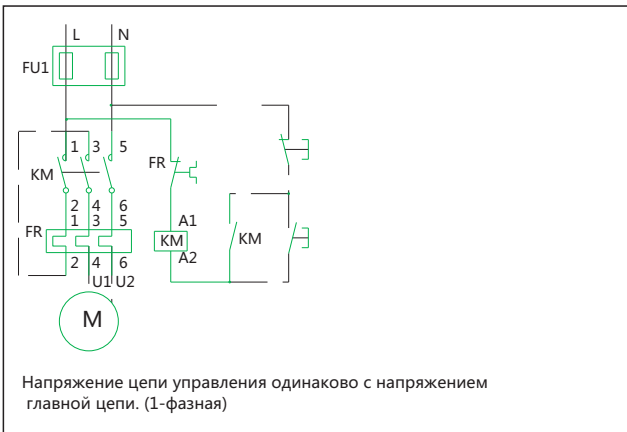 L N
FU1
1 3 5
KM
FR
2 4 6
1 3 5
FR
A1
KM
KM
A2
2 4 6
U1 U2
M
Напряжение цепи управления одинаково с напряжением
главной цепи. (1-фазная)